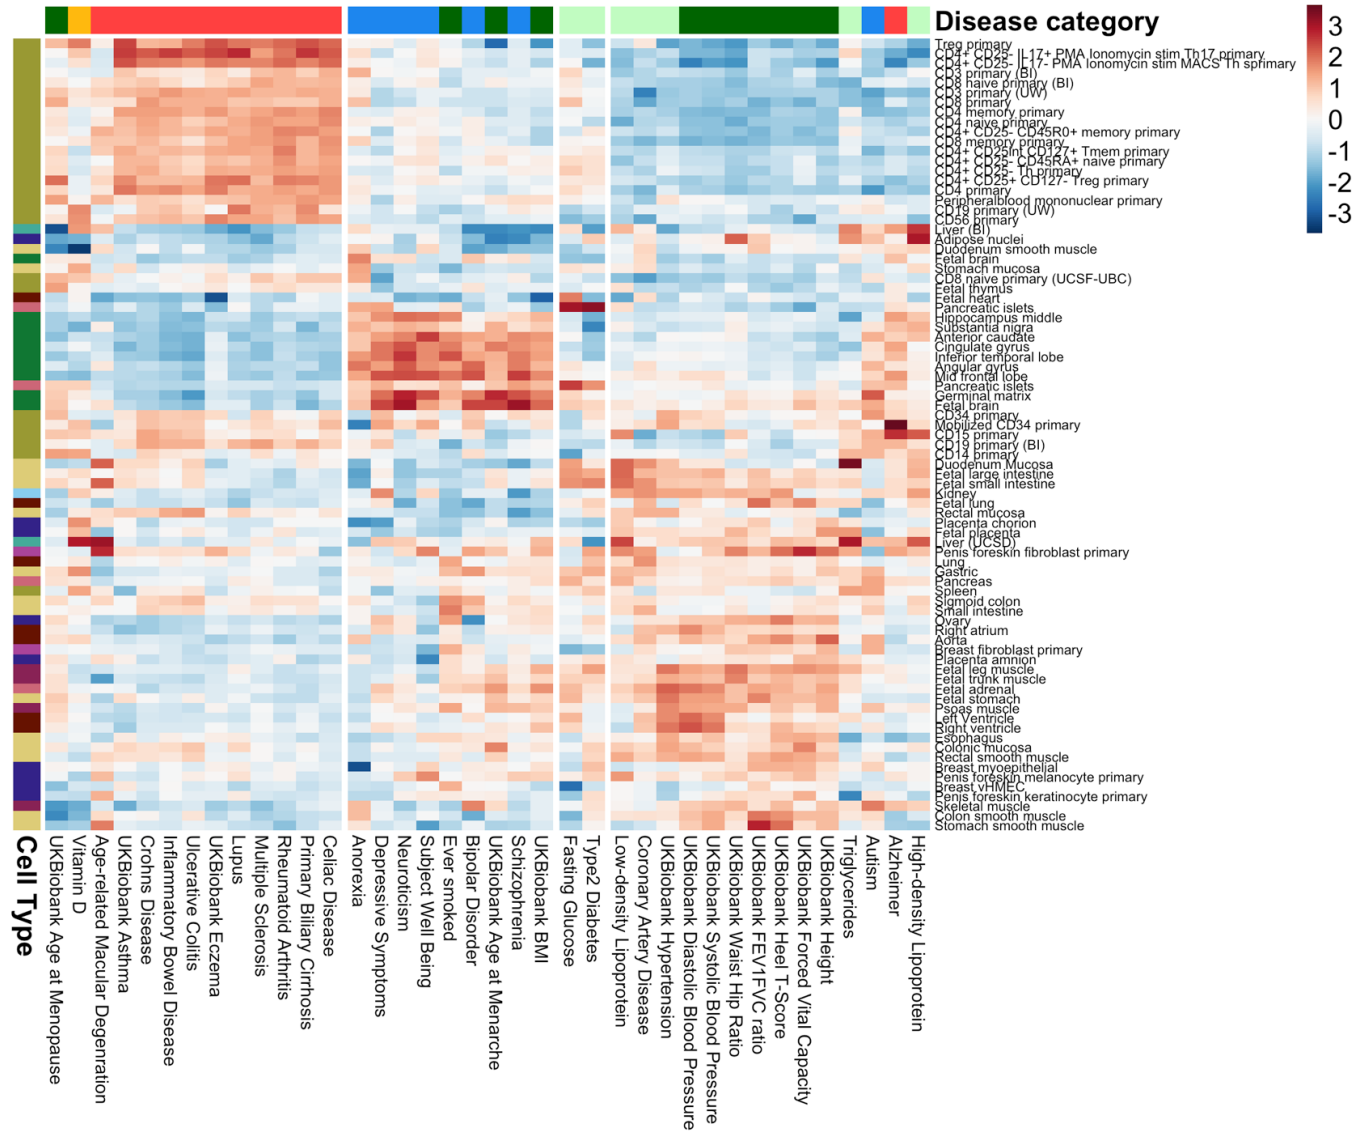 Disease category
3
2
1
0
-1
-2
-3
Treg primary
CD4+ CD25- IL17+ PMA Ionomycin stim Th17 primary
CD4+ CD25- IL17- PMA Ionomycin stim MACS Th sprimary
CD3 primary (BI)
CD8 naive primary (BI)
CD3 primary (UW)
CD8 primary
CD4 memory primary
CD4 naive primary
CD4+ CD25- CD45R0+ memory primary
CD8 memory primary
CD4+ CD25int CD127+ Tmem primary
CD4+ CD25- CD45RA+ naive primary
CD4+ CD25- Th primary
CD4+ CD25+ CD127- Treg primary
CD4 primary
Peripheralblood mononuclear primary
CD19 primary (UW)
CD56 primary
Liver (BI)
Adipose nuclei
Duodenum smooth muscle
Fetal brain
Stomach mucosa
CD8 naive primary (UCSF-UBC)
Fetal thymus
Fetal heart
Pancreatic islets
Hippocampus middle
Substantia nigra
Anterior caudate
Cingulate gyrus
Inferior temporal lobe
Angular gyrus
Mid frontal lobe
Pancreatic islets
Germinal matrix
Fetal brain
CD34 primary
Mobilized CD34 primary
CD15 primary
CD19 primary (BI)
CD14 primary
Duodenum Mucosa
Fetal large intestine
Fetal small intestine
Kidney
Fetal lung
Rectal mucosa
Placenta chorion
Fetal placenta
Liver (UCSD)
Penis foreskin fibroblast primary
Lung
Gastric
Pancreas
Spleen
Sigmoid colon
Small intestine
Ovary
Right atrium
Aorta
Breast fibroblast primary
Placenta amnion
Fetal leg muscle
Fetal trunk muscle
Fetal adrenal
Fetal stomach
Psoas muscle
Left Ventricle
Right ventricle
Esophagus
Colonic mucosa
Rectal smooth muscle
Breast myoepithelial
Penis foreskin melanocyte primary
Breast vHMEC
Penis foreskin keratinocyte primary
Skeletal muscle
Colon smooth muscle
Stomach smooth muscle
Cell Type
UKBiobank Age at Menopause
Vitamin D
Age-related Macular Degenration
UKBiobank Asthma
Crohns Disease
Inflammatory Bowel Disease
Ulcerative Colitis
UKBiobank Eczema
Lupus
Multiple Sclerosis
Rheumatoid Arthritis
Primary Biliary Cirrhosis
Celiac Disease
Anorexia
Depressive Symptoms
Neuroticism
Subject Well Being
Ever smoked
Bipolar Disorder
UKBiobank Age at Menarche
Schizophrenia
UKBiobank BMI
Fasting Glucose
Type2 Diabetes
Low-density Lipoprotein
Coronary Artery Disease
UKBiobank Hypertension
UKBiobank Diastolic Blood Pressure
UKBiobank Systolic Blood Pressure
UKBiobank Waist Hip Ratio
UKBiobank FEV1FVC ratio
UKBiobank Heel T-Score
UKBiobank Forced Vital Capacity
UKBiobank Height
Triglycerides
Autism
Alzheimer
High-density Lipoprotein